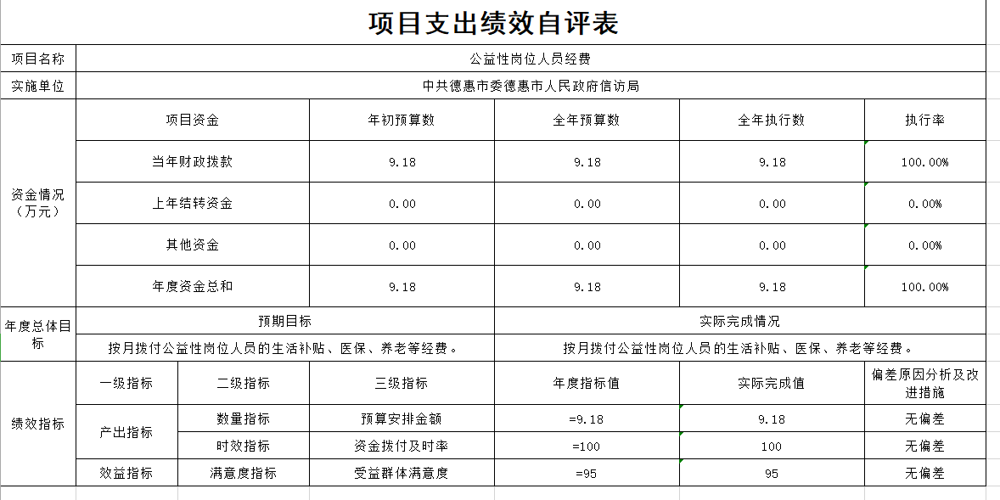 项目支出绩效自评表
项目名称 公益性岗位人员经费
实施单位 中共德惠市委德惠市人民政府信访局
资金情况
（万元）
项目资金 年初预算数 全年预算数 全年执行数 执行率
当年财政拨款 9.18 9.18 9.18 100.00%
上年结转资金 0.00 0.00 0.00 0.00%
其他资金 0.00 0.00 0.00 0.00%
年度资金总和 9.18 9.18 9.18 100.00%
年度总体目
标
预期目标 实际完成情况
按月拨付公益性岗位人员的生活补贴、医保、养老等经费。 按月拨付公益性岗位人员的生活补贴、医保、养老等经费。
绩效指标
一级指标 二级指标 三级指标 年度指标值 实际完成值 偏差原因分析及改
进措施
产出指标
数量指标 预算安排金额 =9.18 9.18 无偏差
时效指标 资金拨付及时率 =100 100 无偏差
效益指标 满意度指标 受益群体满意度 =95 95 无偏差